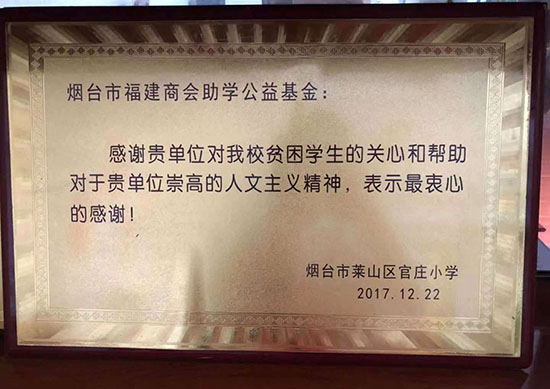 烟台市福建商会助学公益基金：
感谢贵单位对我校贫困学生的关心和帮助
对于贵单位崇高的人文主义精神，表示最衷心
的感谢！
烟台市莱山区官庄小学
2017.12.22